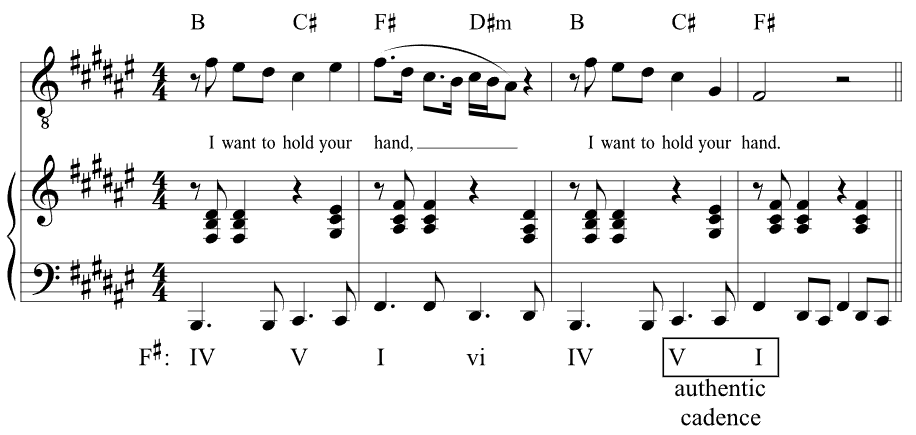 B C♯ F♯ D♯m B C♯ F♯
8
I want to hold your hand, I want to hold your hand.
F♯: IV V I vi IV V I
authentic
cadence